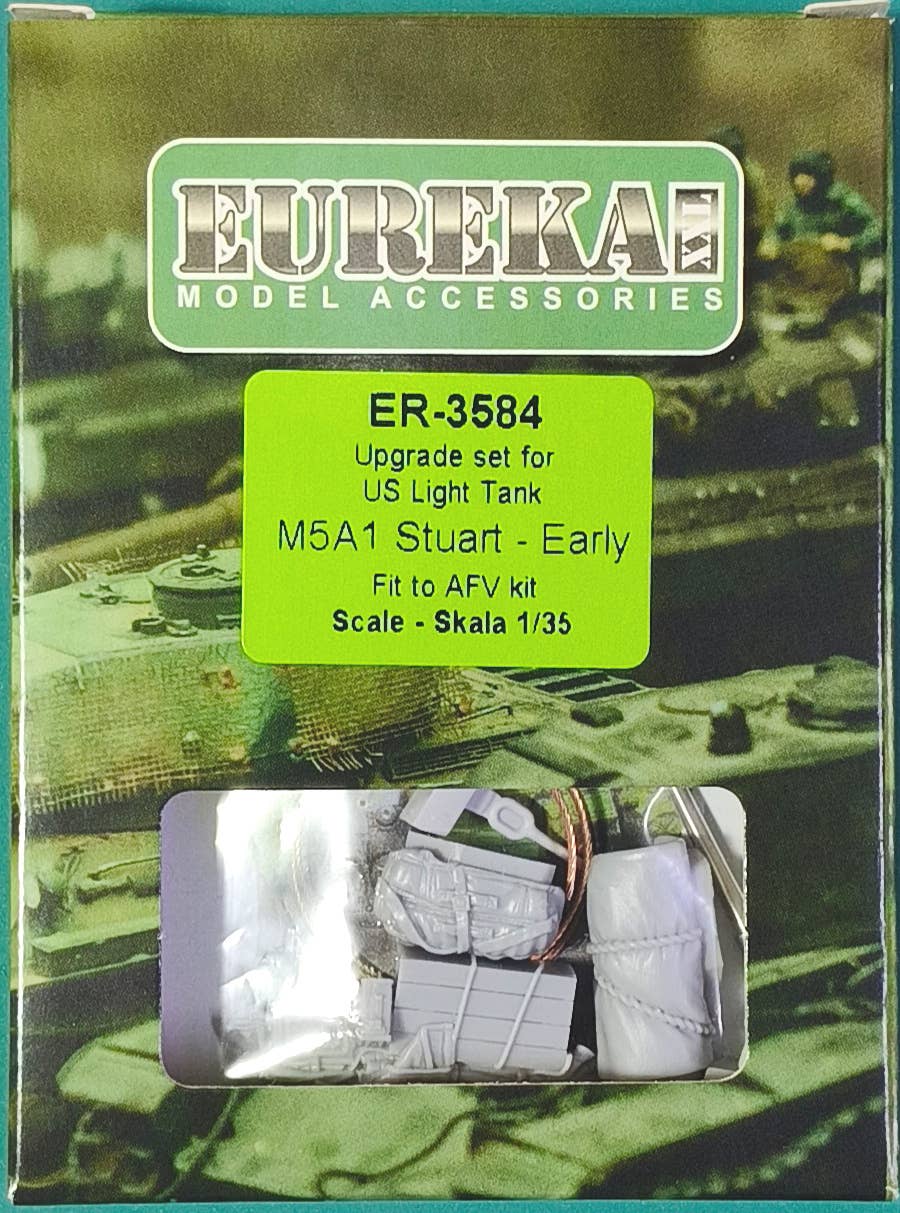 EUREKA XXL
MODEL ACCESSORIES
ER-3584
Upgrade set for
US Light Tank
M5A1 Stuart - Early
Fit to AFV kit
Scale - Skala 1/35